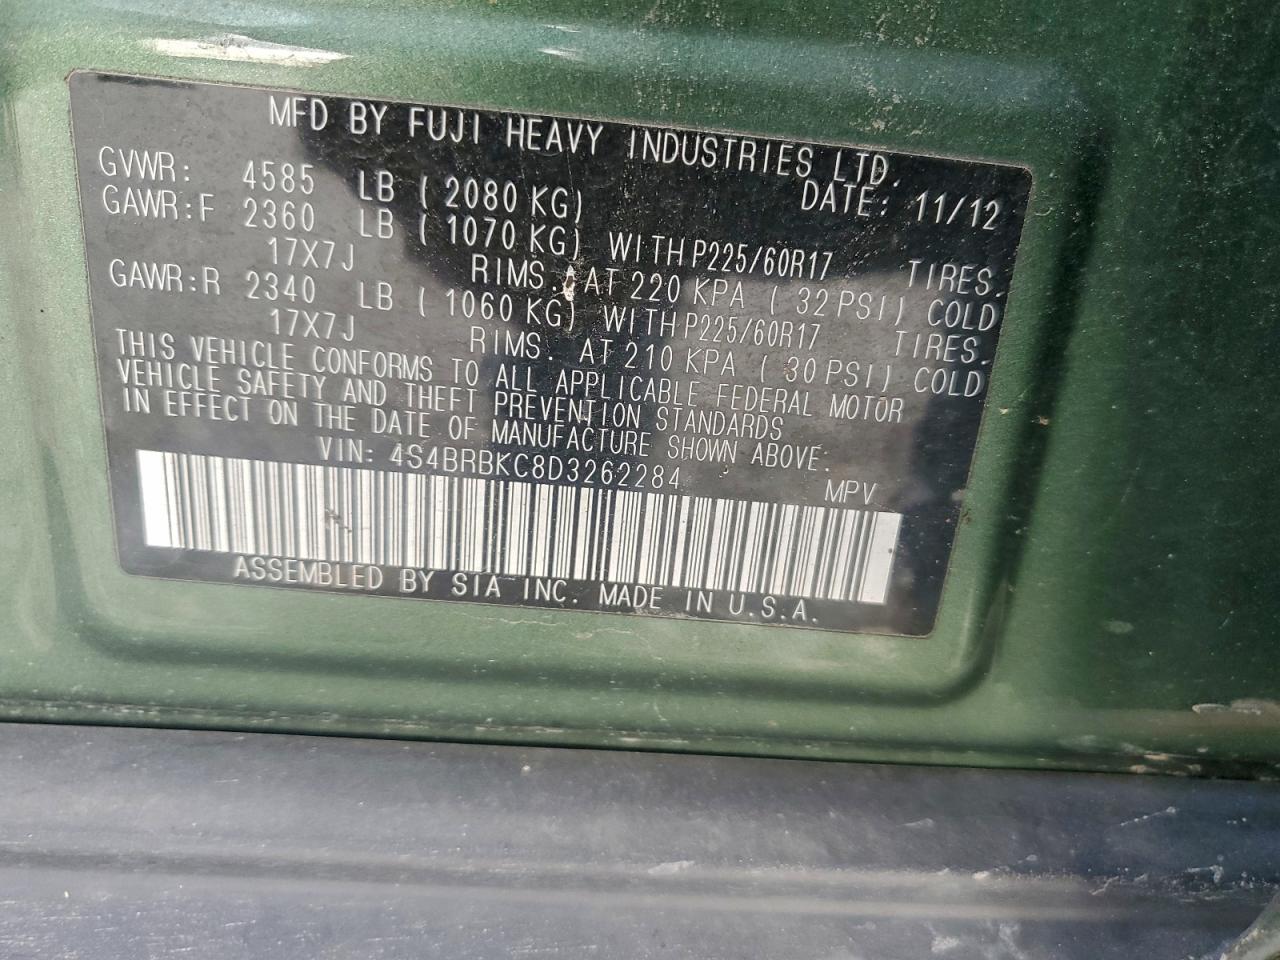 MFD BY FUJI HEAVY INDUSTRIES LTD.
DATE: 11/12
GVWR: 4585 LB ( 2080 KG)
GAWR:F 2360 LB ( 1070 KG) WITH P225/60R17 TIRES.
17X7J RIMS. AT 220 KPA ( 32 PSI) COLD
GAWR:R 2340 LB ( 1060 KG) WITH P225/60R17 TIRES.
17X7J RIMS. AT 210 KPA ( 30 PSI) COLD
THIS VEHICLE CONFORMS TO ALL APPLICABLE FEDERAL MOTOR
VEHICLE SAFETY AND THEFT PREVENTION STANDARDS
IN EFFECT ON THE DATE OF MANUFACTURE SHOWN ABOVE:
VIN: 4S4BRBKC8D3262284 MPV
ASSEMBLED BY SIA INC. MADE IN U.S.A.